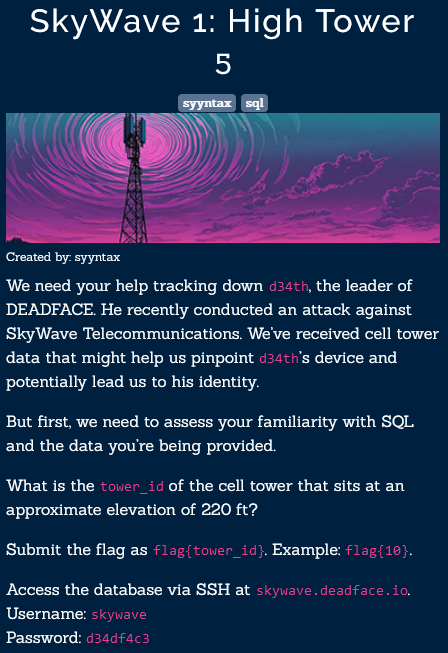 SkyWave 1: High Tower
5
syyntax sql
Created by: syyntax
We need your help tracking down d34th, the leader of
DEADFACE. He recently conducted an attack against
SkyWave Telecommunications. We've received cell tower
data that might help us pinpoint d34th's device and
potentially lead us to his identity.
But first, we need to assess your familiarity with SQL
and the data you're being provided.
What is the tower_id of the cell tower that sits at an
approximate elevation of 220 ft?
Submit the flag as flag{tower_id}. Example: flag{10}.
Access the database via SSH at skywave.deadface.io.
Username: skywave
Password: d34df4c3